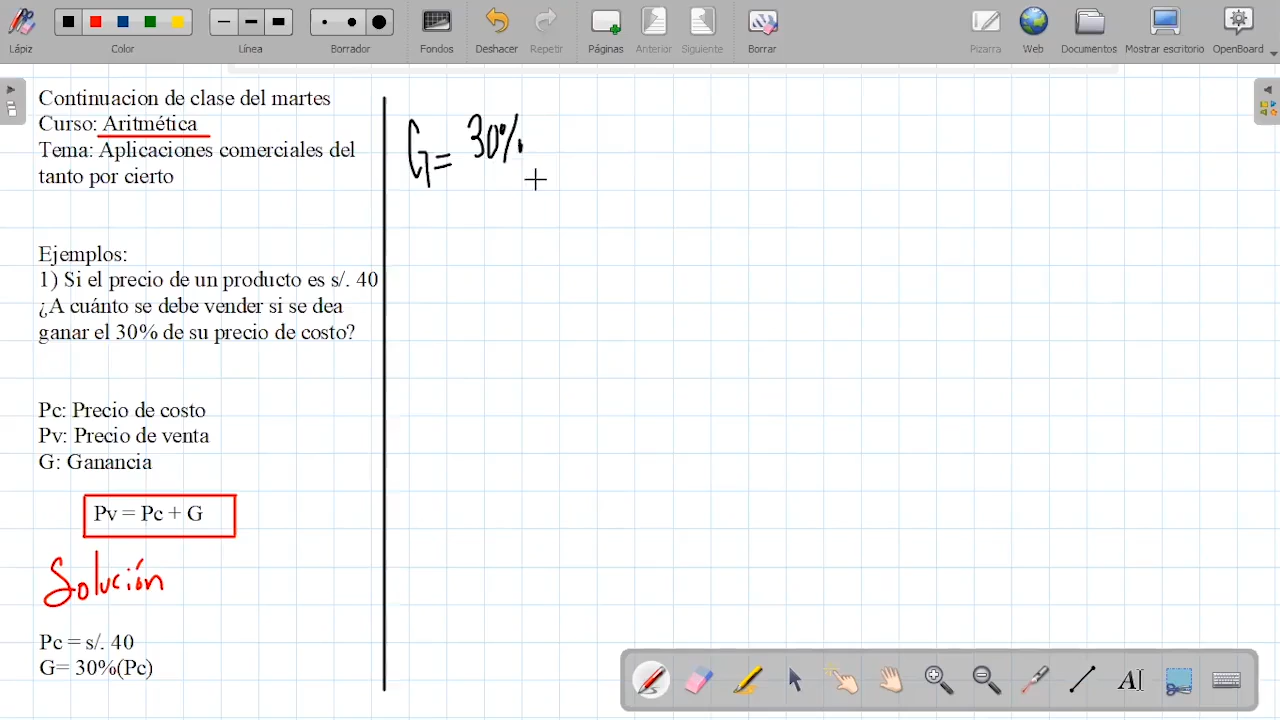 Lápiz
Color
Línea
Borrador
Fondos
Deshacer
Repetir
Páginas
Anterior
Siguiente
Borrar
Pizarra
Web
Documentos
Mostrar escritorio
OpenBoard
Continuacion de clase del martes
Curso: Aritmética
Tema: Aplicaciones comerciales del
tanto por cierto
Ejemplos:
1) Si el precio de un producto es s/. 40
¿A cuánto se debe vender si se dea
ganar el 30% de su precio de costo?
Pc: Precio de costo
Pv: Precio de venta
G: Ganancia
Pv = Pc + G
Solución
Pc = s/. 40
G= 30%(Pc)
G= 30%
AI